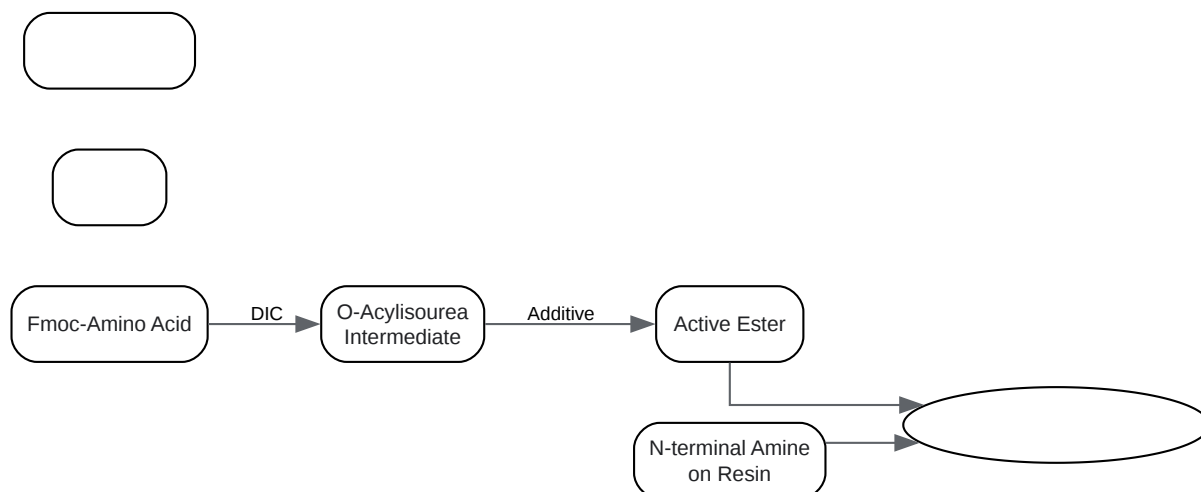 Fmoc-Amino Acid
DIC
O-Acylisourea
Intermediate
Additive
Active Ester
N-terminal Amine
on Resin